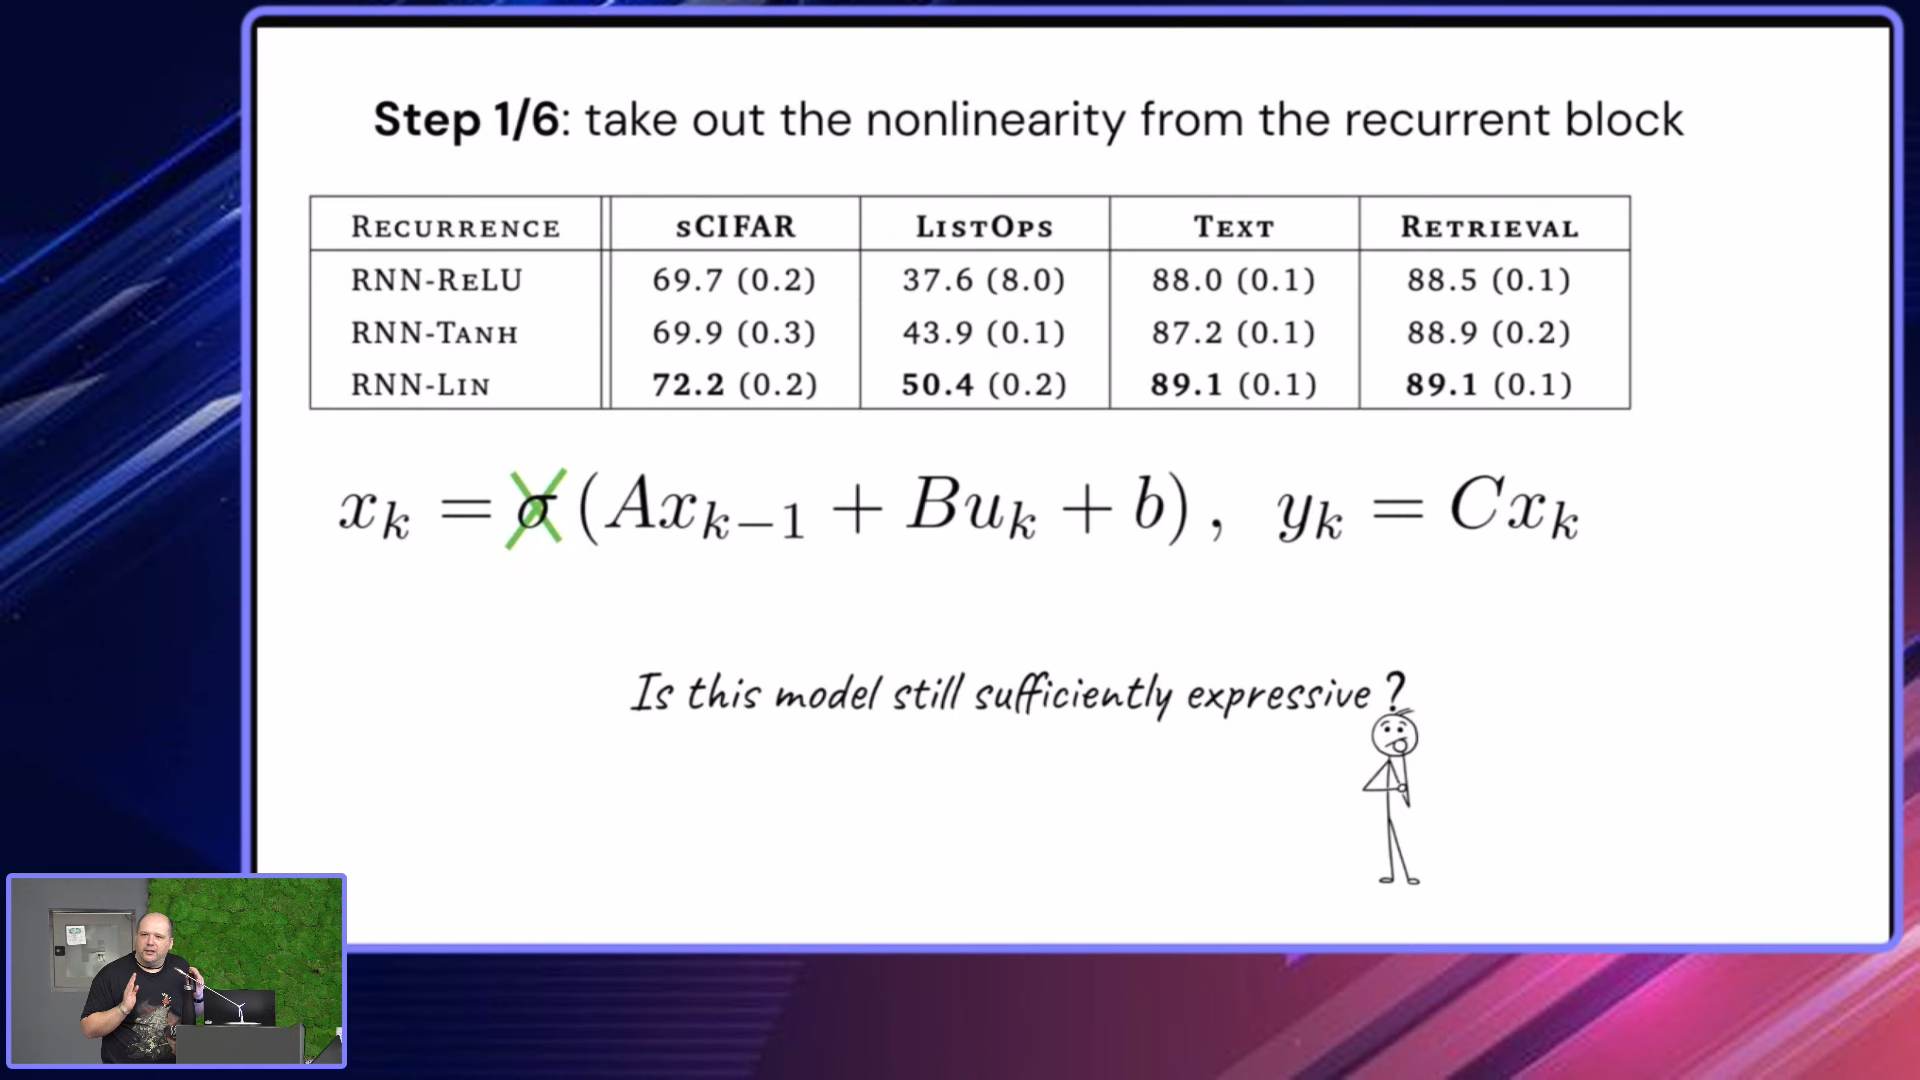 Step 1/6: take out the nonlinearity from the recurrent block
RECURRENCE sCIFAR LISTOPS TEXT RETRIEVAL
RNN-RELU 69.7 (0.2) 37.6 (8.0) 88.0 (0.1) 88.5 (0.1)
RNN-TANH 69.9 (0.3) 43.9 (0.1) 87.2 (0.1) 88.9 (0.2)
RNN-LIN 72.2 (0.2) 50.4 (0.2) 89.1 (0.1) 89.1 (0.1)
x_k = σ(Ax_{k−1} + Bu_k + b), y_k = Cx_k
Is this model still sufficiently expressive?